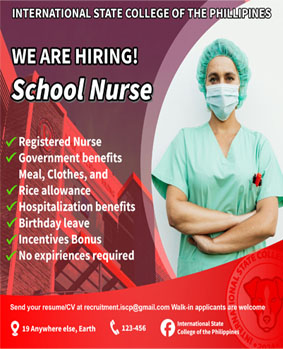 INTERNATIONAL STATE COLLEGE OF THE PHILLIPINES
WE ARE HIRING!
School Nurse
Registered Nurse
Government benefits
Meal, Clothes, and
Rice allowance
Hospitalization benefits
Birthday leave
Incentives Bonus
No expiriences required
Send your resume/CV at recruitment.iscp@gmail.com Walk-in applicants are welcome
19 Anywhere else, Earth
123-456
International State
College of the Philippines